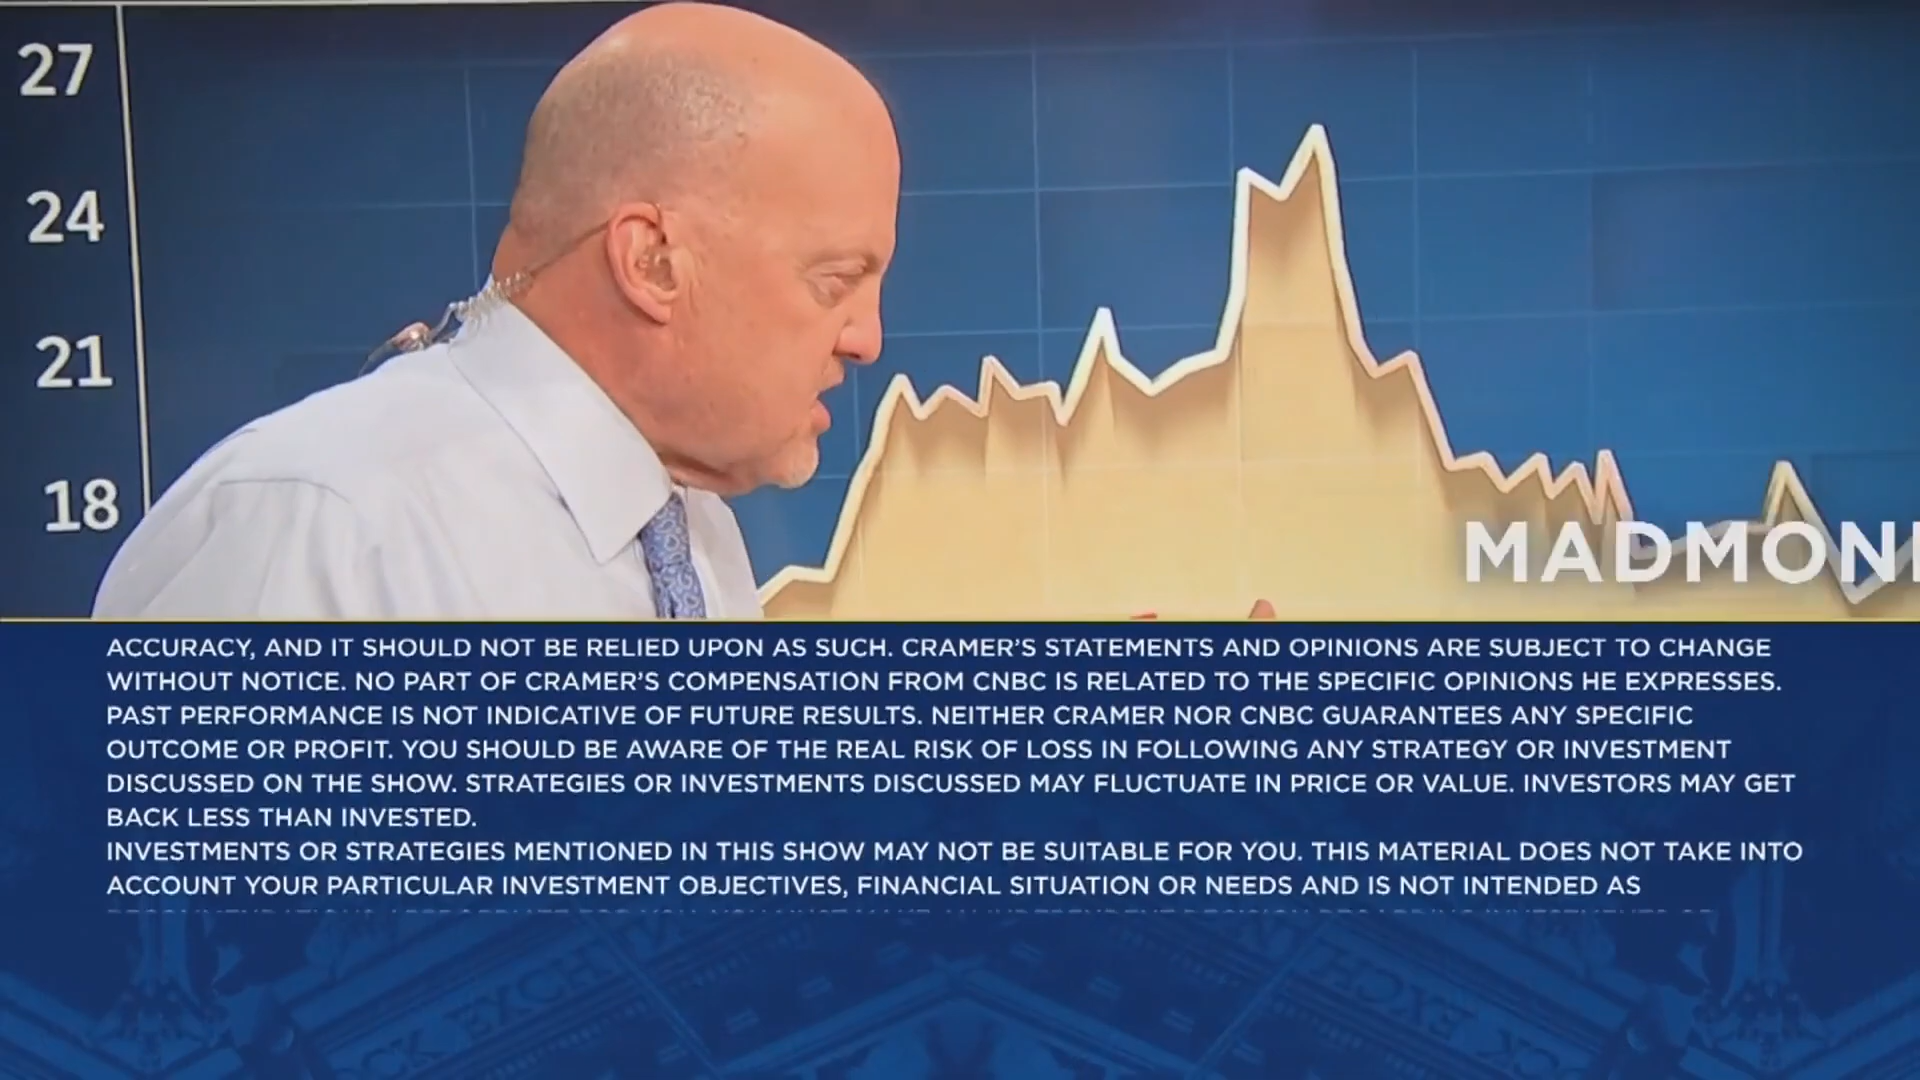 27
24
21
18
MADMON
ACCURACY, AND IT SHOULD NOT BE RELIED UPON AS SUCH. CRAMER'S STATEMENTS AND OPINIONS ARE SUBJECT TO CHANGE
WITHOUT NOTICE. NO PART OF CRAMER'S COMPENSATION FROM CNBC IS RELATED TO THE SPECIFIC OPINIONS HE EXPRESSES.
PAST PERFORMANCE IS NOT INDICATIVE OF FUTURE RESULTS. NEITHER CRAMER NOR CNBC GUARANTEES ANY SPECIFIC
OUTCOME OR PROFIT. YOU SHOULD BE AWARE OF THE REAL RISK OF LOSS IN FOLLOWING ANY STRATEGY OR INVESTMENT
DISCUSSED ON THE SHOW. STRATEGIES OR INVESTMENTS DISCUSSED MAY FLUCTUATE IN PRICE OR VALUE. INVESTORS MAY GET
BACK LESS THAN INVESTED.
INVESTMENTS OR STRATEGIES MENTIONED IN THIS SHOW MAY NOT BE SUITABLE FOR YOU. THIS MATERIAL DOES NOT TAKE INTO
ACCOUNT YOUR PARTICULAR INVESTMENT OBJECTIVES, FINANCIAL SITUATION OR NEEDS AND IS NOT INTENDED AS